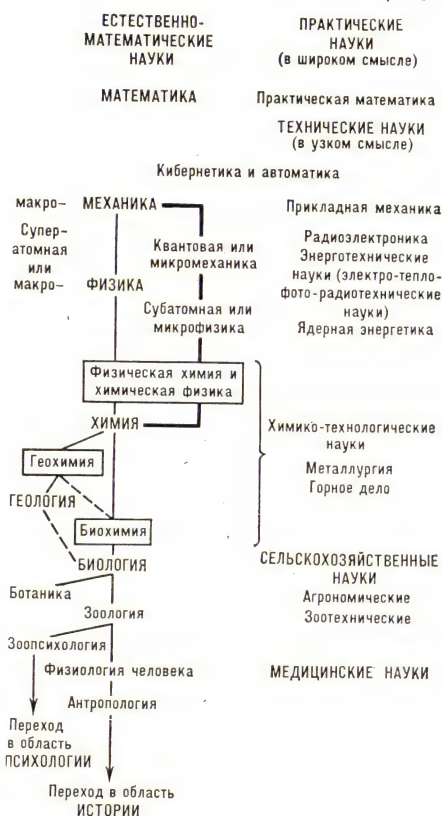 ЕСТЕСТВЕННО-
МАТЕМАТИЧЕСКИЕ
НАУКИ
ПРАКТИЧЕСКИЕ
НАУКИ
(в широком смысле)
МАТЕМАТИКА
Практическая математика
ТЕХНИЧЕСКИЕ НАУКИ
(в узком смысле)
Кибернетика и автоматика
макро- МЕХАНИКА
Прикладная механика
Супер-
атомная
или
макро- ФИЗИКА
Квантовая или
микромеханика
Субатомная или
микрофизика
Радиоэлектроника
Энерготехнические
науки (электро-тепло-
фото-радиотехнические
науки)
Ядерная энергетика
Физическая химия и
химическая физика
ХИМИЯ
Химико-технологические
науки
Металлургия
Горное дело
Геохимия
ГЕОЛОГИЯ
Биохимия
БИОЛОГИЯ
СЕЛЬСКОХОЗЯЙСТВЕННЫЕ
НАУКИ
Агрономические
Зоотехнические
Ботаника
Зоология
Зоопсихология
Физиология человека
МЕДИЦИНСКИЕ НАУКИ
Антропология
Переход
в область
ПСИХОЛОГИИ
Переход в область
ИСТОРИИ